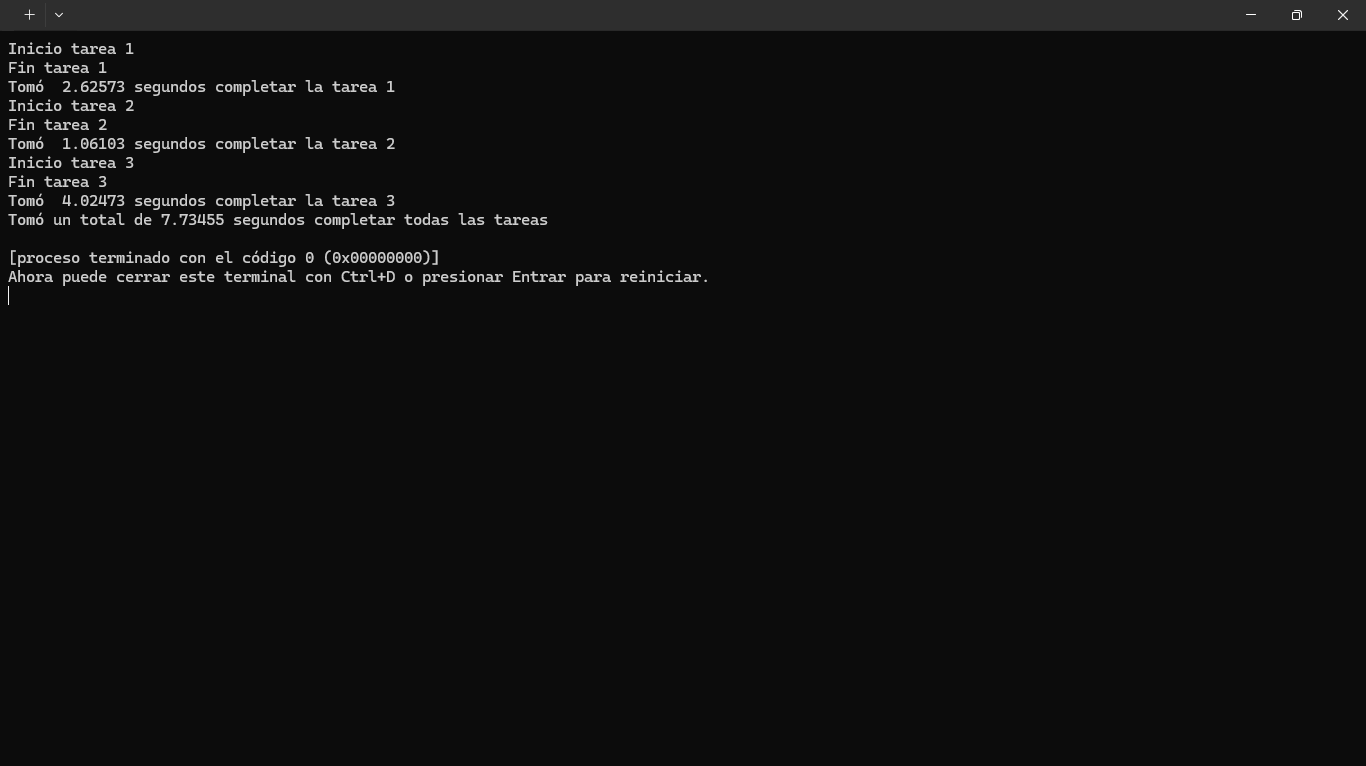 Inicio tarea 1
Fin tarea 1
Tomó  2.62573 segundos completar la tarea 1
Inicio tarea 2
Fin tarea 2
Tomó  1.06103 segundos completar la tarea 2
Inicio tarea 3
Fin tarea 3
Tomó  4.02473 segundos completar la tarea 3
Tomó un total de 7.73455 segundos completar todas las tareas
[proceso terminado con el código 0 (0x00000000)]
Ahora puede cerrar este terminal con Ctrl+D o presionar Entrar para reiniciar.